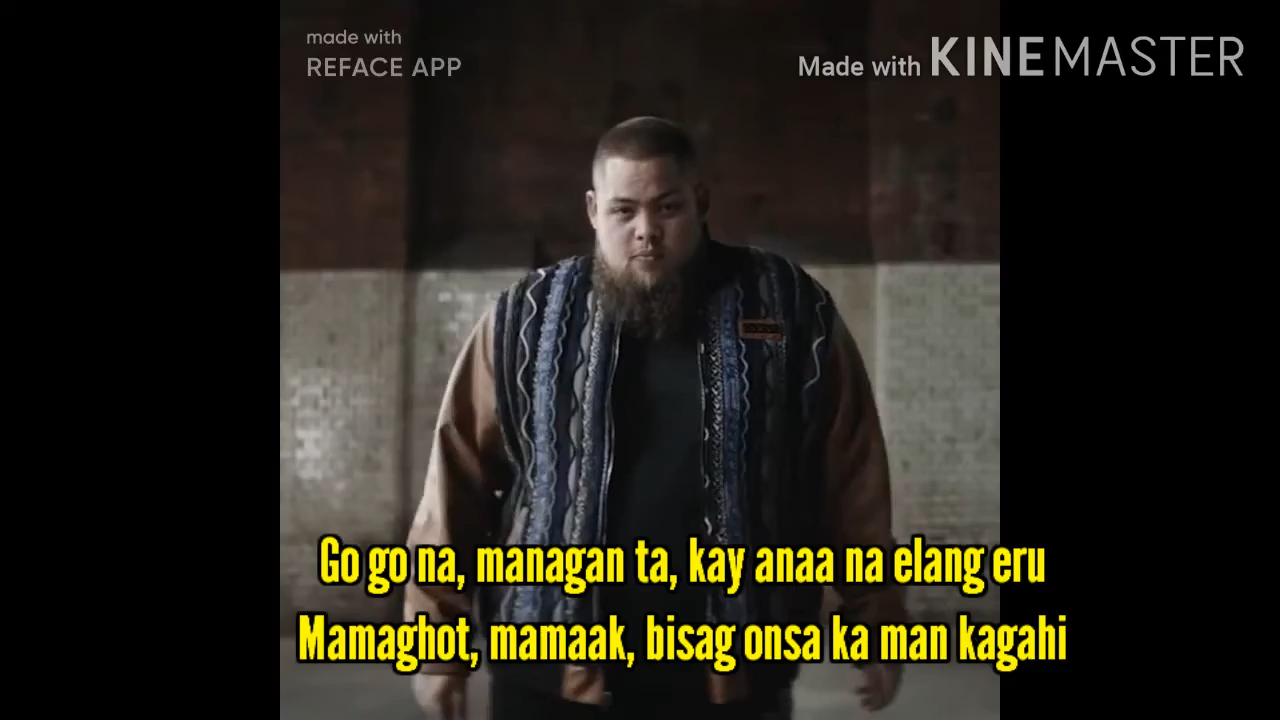 made with
REFACE APP
Made with KINEMASTER
Go go na, managan ta, kay anaa na elang eru
Mamaghot, mamaak, bisag onsa ka man kagahi